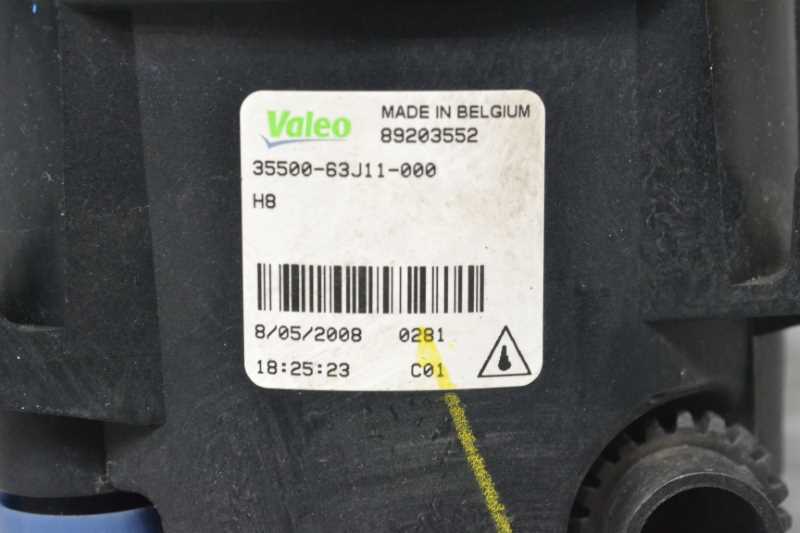 Valeo MADE IN BELGIUM
89203552
35500-63J11-000
H8
8/05/2008 0281
18:25:23 C01